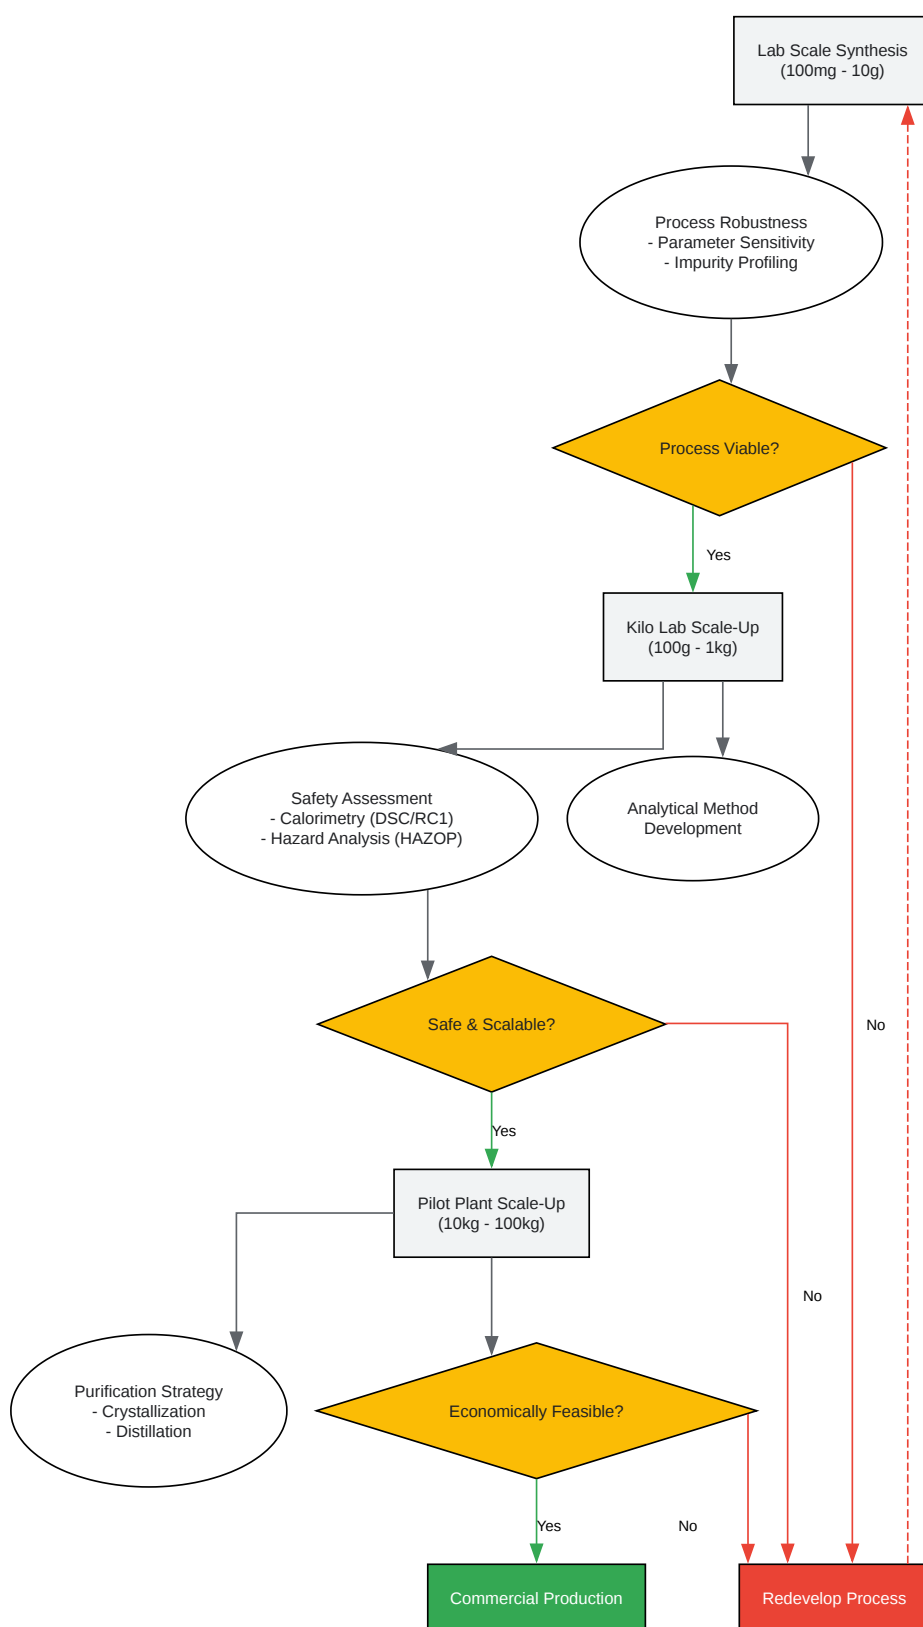 Lab Scale Synthesis
(100mg - 10g)
Process Robustness
- Parameter Sensitivity
- Impurity Profiling
Process Viable?
Yes
Kilo Lab Scale-Up
(100g - 1kg)
Safety Assessment
- Calorimetry (DSC/RC1)
- Hazard Analysis (HAZOP)
Analytical Method
Development
Safe & Scalable?
No
Yes
Pilot Plant Scale-Up
(10kg - 100kg)
No
Purification Strategy
- Crystallization
- Distillation
Economically Feasible?
Yes
No
Commercial Production
Redevelop Process